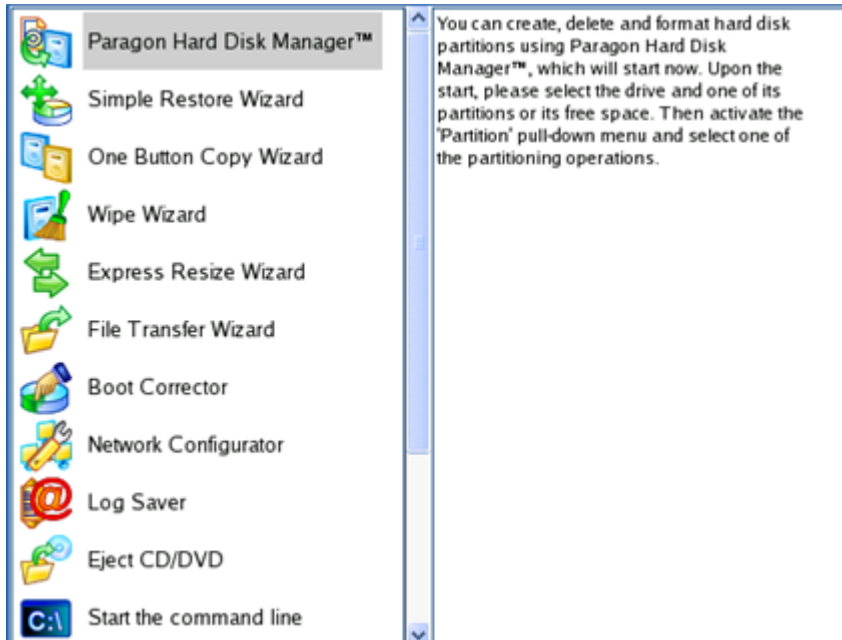 Paragon Hard Disk Manager™
Simple Restore Wizard
One Button Copy Wizard
Wipe Wizard
Express Resize Wizard
File Transfer Wizard
Boot Corrector
Network Configurator
@
Log Saver
Eject CD/DVD
C:\
Start the command line
You can create, delete and format hard disk
partitions using Paragon Hard Disk
Manager™, which will start now. Upon the
start, please select the drive and one of its
partitions or its free space. Then activate the
'Partition' pull-down menu and select one of
the partitioning operations.